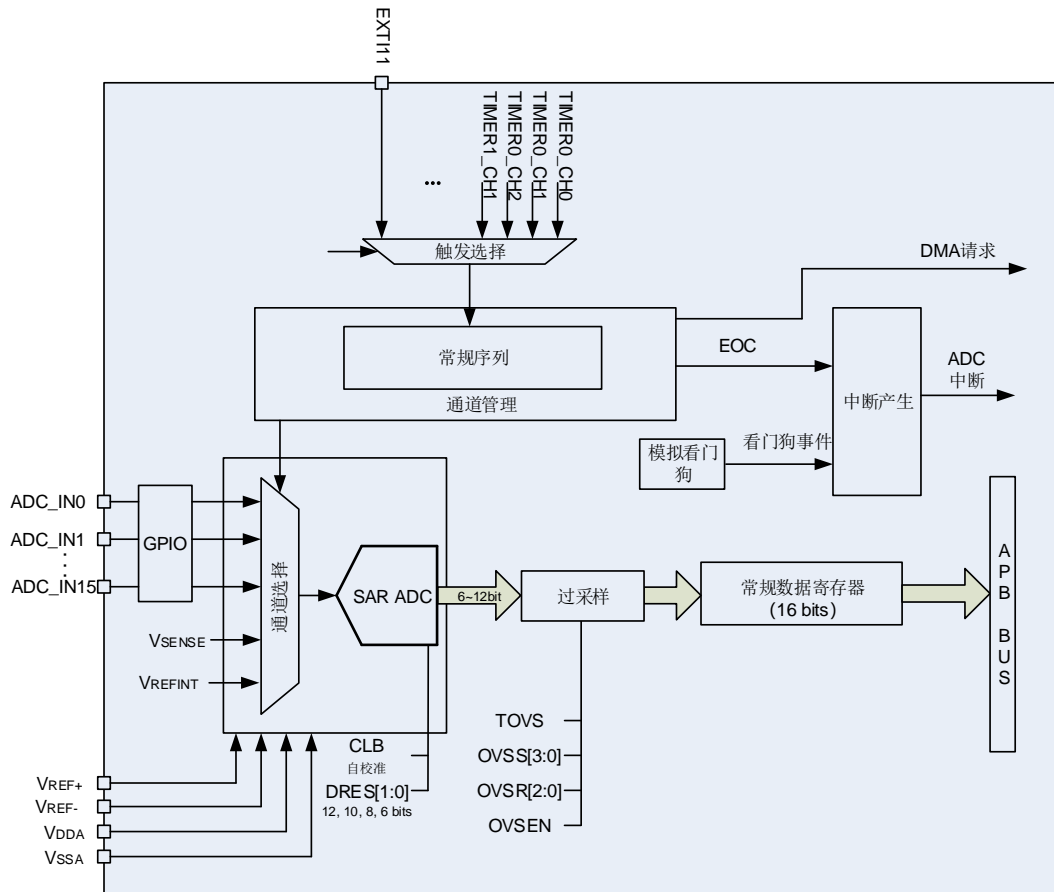 EXTI11
TIMER1_CH1
TIMER0_CH2
TIMER0_CH1
TIMER0_CH0
...
触发选择
DMA请求
常规序列
通道管理
EOC
ADC
中断
中断产生
模拟看门
狗
看门狗事件
ADC_IN0
ADC_IN1
ADC_IN15
GPIO
VSENSE
VREFINT
通道选择
SAR ADC
6~12bit
过采样
常规数据寄存器
(16 bits)
APB BUS
TOVS
OVSS[3:0]
OVSR[2:0]
OVSEN
CLB
自校准
DRES[1:0]
12, 10, 8, 6 bits
VREF+
VREF-
VDDA
VSSA